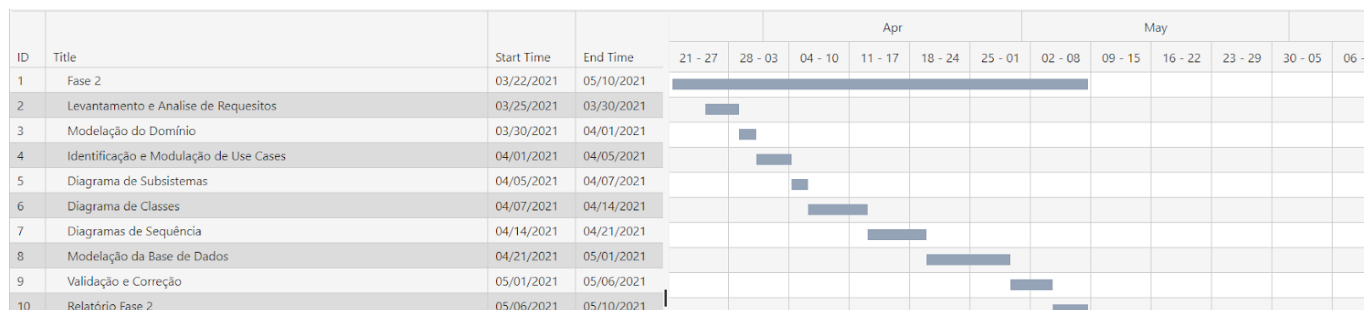 Apr May
ID Title Start Time End Time 21 - 27 28 - 03 04 - 10 11 - 17 18 - 24 25 - 01 02 - 08 09 - 15 16 - 22 23 - 29 30 - 05 06 -
1 Fase 2 03/22/2021 05/10/2021
2 Levantamento e Analise de Requesitos 03/25/2021 03/30/2021
3 Modelação do Domínio 03/30/2021 04/01/2021
4 Identificação e Modulação de Use Cases 04/01/2021 04/05/2021
5 Diagrama de Subsistemas 04/05/2021 04/07/2021
6 Diagrama de Classes 04/07/2021 04/14/2021
7 Diagramas de Sequência 04/14/2021 04/21/2021
8 Modelação da Base de Dados 04/21/2021 05/01/2021
9 Validação e Correção 05/01/2021 05/06/2021
10 Relatório Fase 2 05/06/2021 05/10/2021